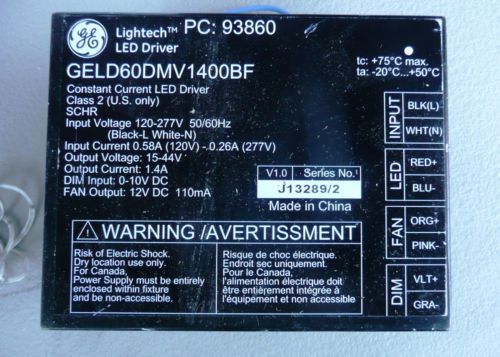 GE Lightech™ PC: 93860
LED Driver
GELD60DMV1400BF
Constant Current LED Driver
Class 2 (U.S. only)
SCHR
Input Voltage 120-277V 50/60Hz
(Black-L White-N)
Input Current 0.58A (120V) - 0.26A (277V)
Output Voltage: 15-44V
Output Current: 1.4A
DIM Input: 0-10V DC
FAN Output: 12V DC 110mA
tc: +75°C max.
ta: -20°C...+50°C
V1.0 Series No.
J13289/2
Made in China
INPUT
BLK(L)
WHT(N)
LED
RED+
BLU-
FAN
ORG+
PINK-
DIM
VLT+
GRA-
WARNING /AVERTISSEMENT
Risk of Electric Shock.
Dry location use only.
For Canada,
Power Supply must be entirely
enclosed within fixture
and be non-accessible.
Risque de choc électrique.
Endroit sec uniquement.
Pour le Canada,
l'alimentation électrique doit
être entièrement intégrée à
l'équipement et non accessible